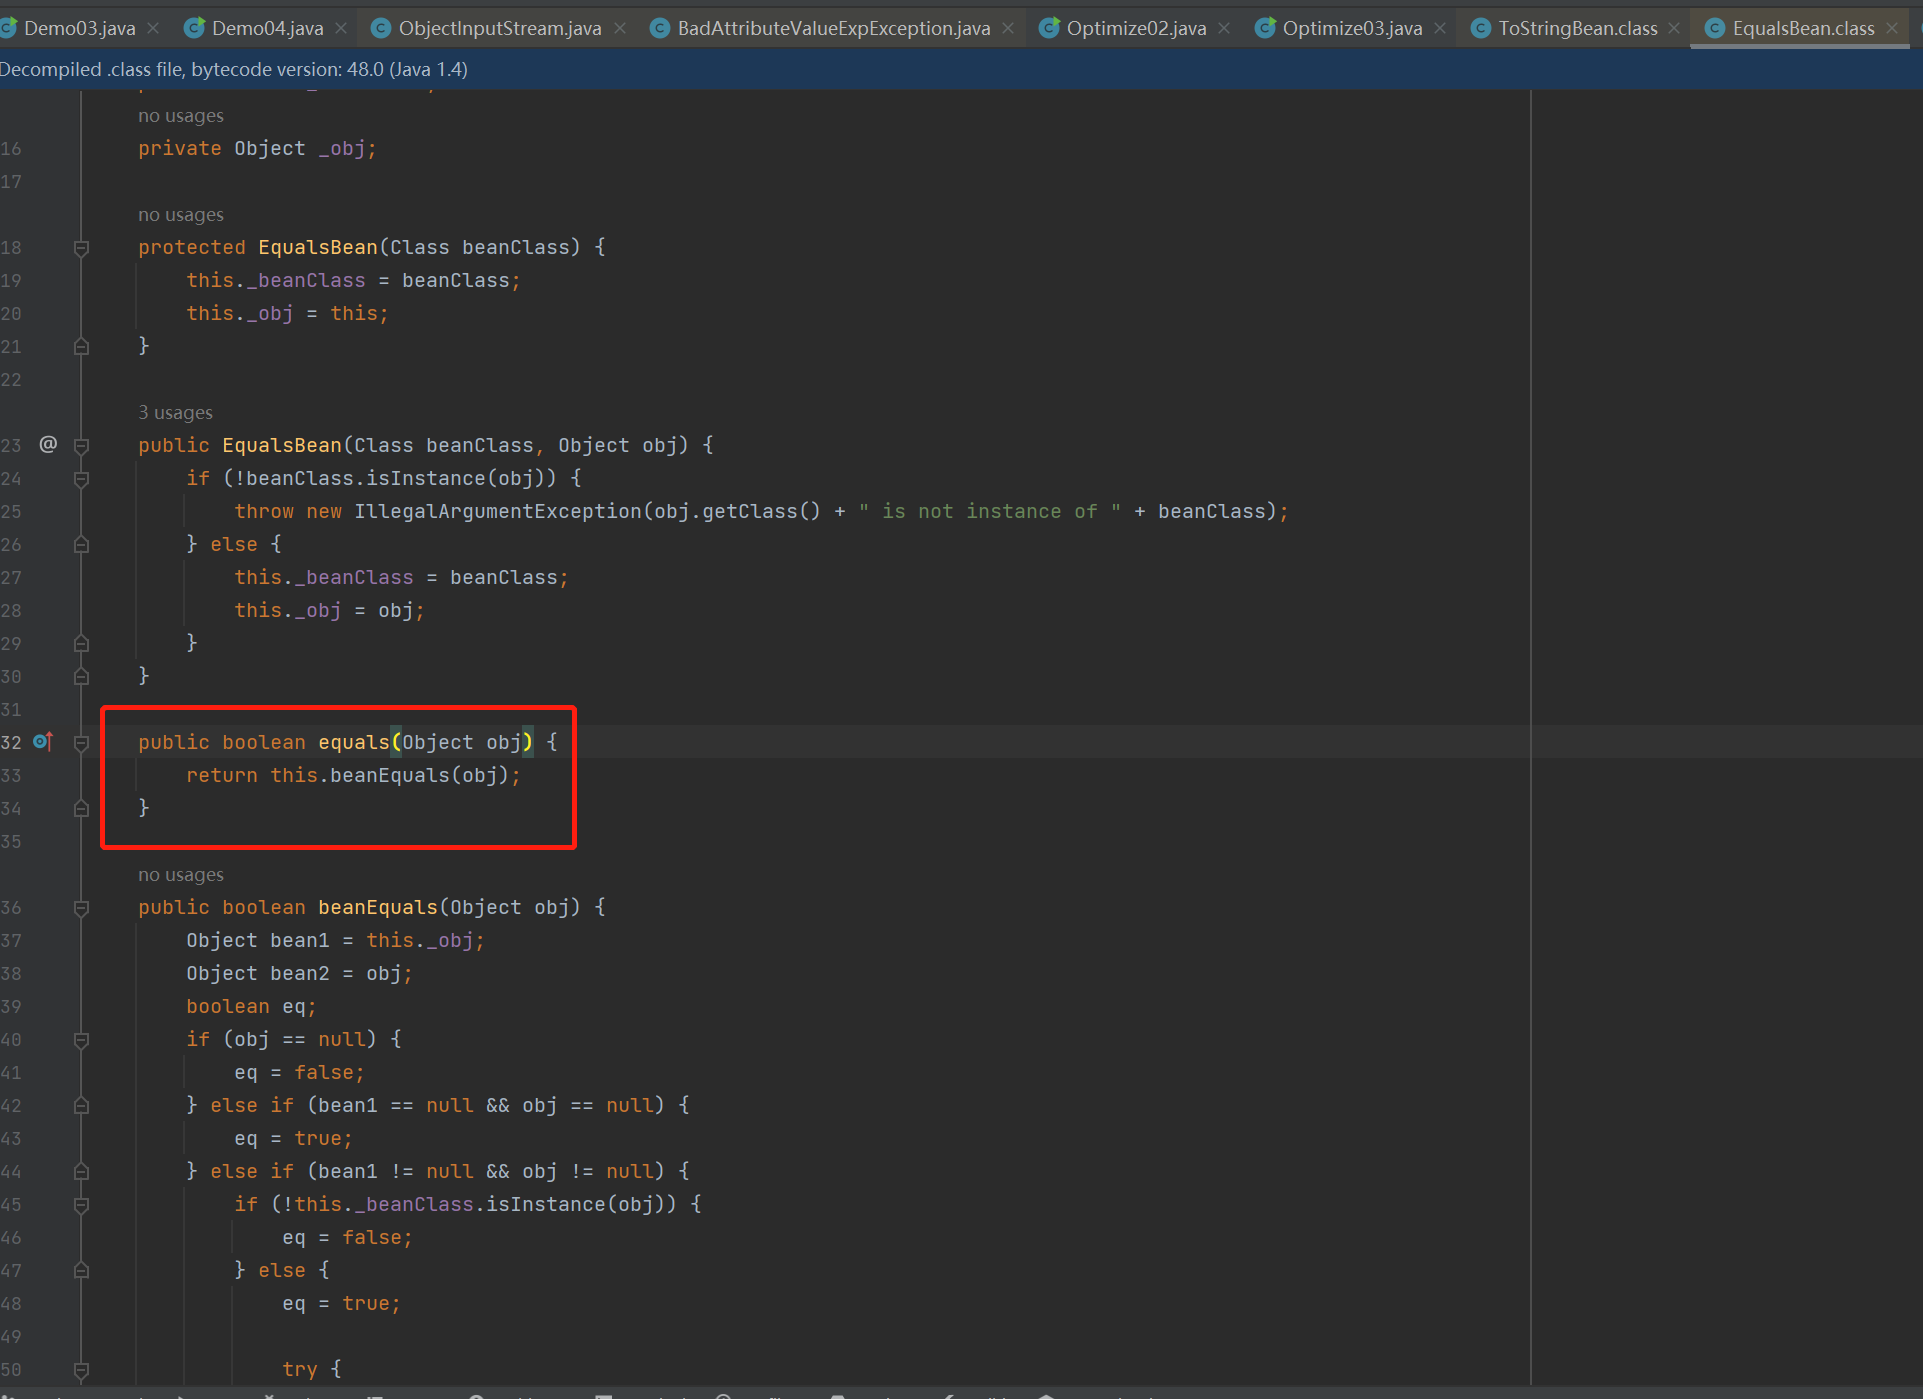 Demo03.java Demo04.java ObjectInputStream.java BadAttributeValueExpException.java Optimize02.java Optimize03.java ToStringBean.class EqualsBean.class
Decompiled .class file, bytecode version: 48.0 (Java 1.4)
no usages
16 private Object _obj;
17
no usages
18 protected EqualsBean(Class beanClass) {
19 this._beanClass = beanClass;
20 this._obj = this;
21 }
22
3 usages
23 @ public EqualsBean(Class beanClass, Object obj) {
24 if (!beanClass.isInstance(obj)) {
25 throw new IllegalArgumentException(obj.getClass() + " is not instance of " + beanClass);
26 } else {
27 this._beanClass = beanClass;
28 this._obj = obj;
29 }
30 }
31
32 public boolean equals(Object obj) {
33 return this.beanEquals(obj);
34 }
35
no usages
36 public boolean beanEquals(Object obj) {
37 Object bean1 = this._obj;
38 Object bean2 = obj;
39 boolean eq;
40 if (obj == null) {
41 eq = false;
42 } else if (bean1 == null && obj == null) {
43 eq = true;
44 } else if (bean1 != null && obj != null) {
45 if (!this._beanClass.isInstance(obj)) {
46 eq = false;
47 } else {
48 eq = true;
49
50 try {